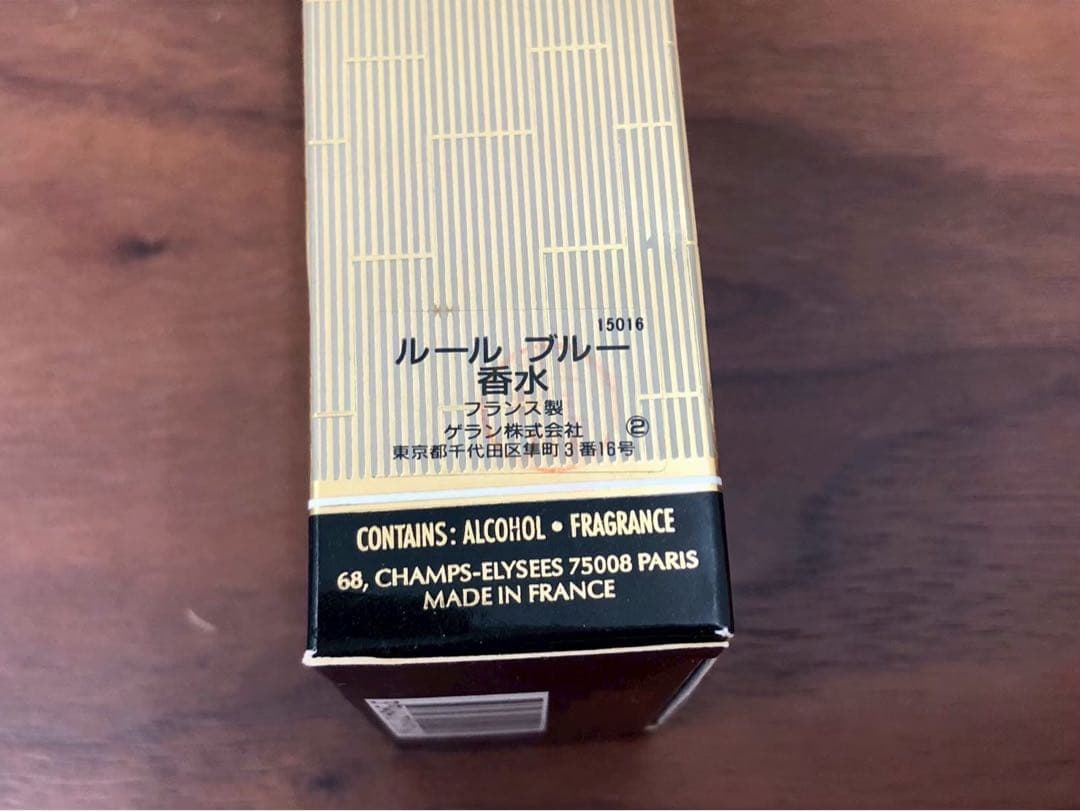 15016
ルール ブルー
香水
フランス製
ゲラン株式会社 ②
東京都千代田区隼町3番16号
CONTAINS: ALCOHOL • FRAGRANCE
68, CHAMPS-ELYSEES 75008 PARIS
MADE IN FRANCE